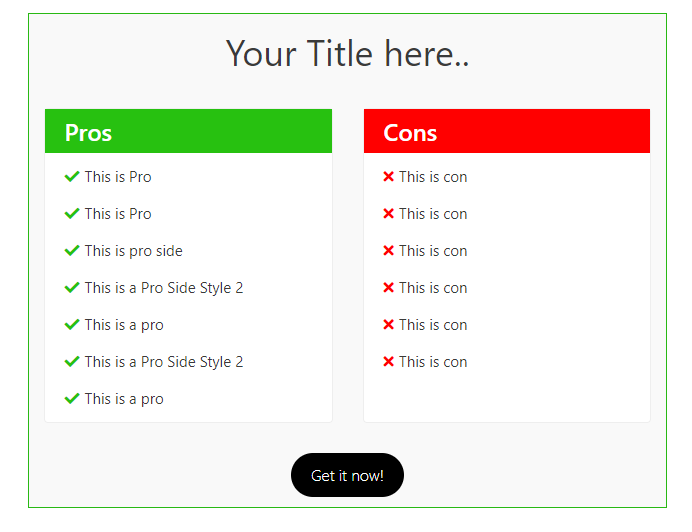 Your Title here..
Pros
This is Pro
This is Pro
This is pro side
This is a Pro Side Style 2
This is a pro
This is a Pro Side Style 2
This is a pro
Cons
This is con
This is con
This is con
This is con
This is con
This is con
Get it now!